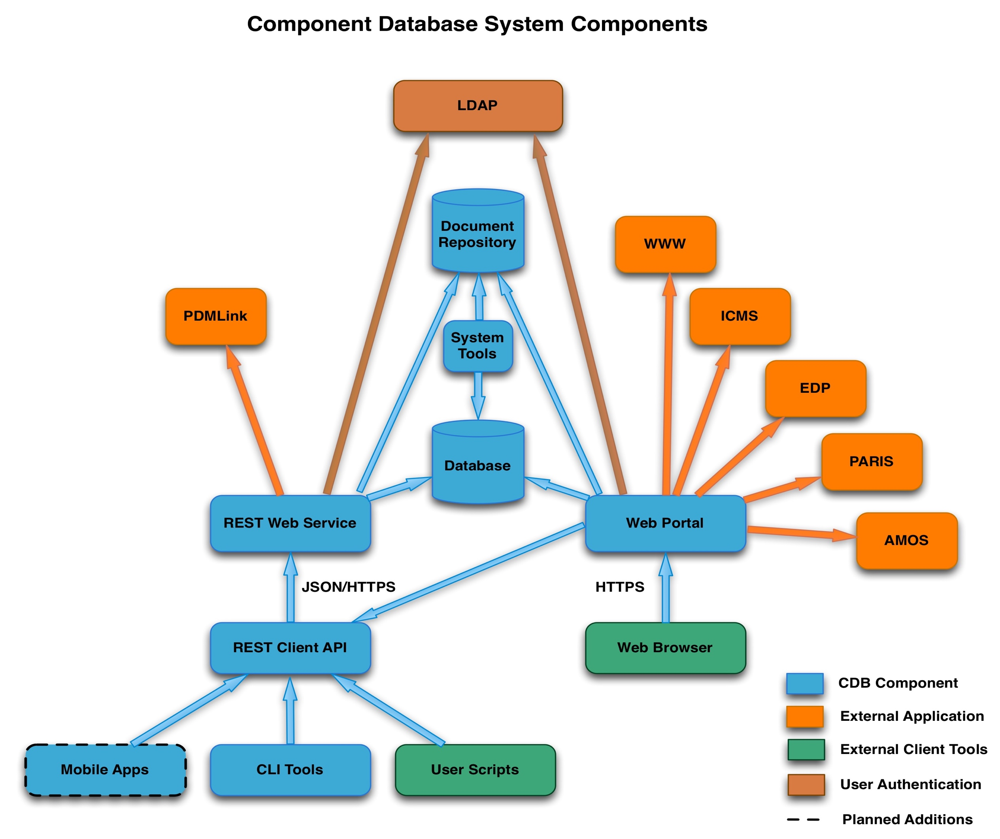 Component Database System Components
LDAP
Document
Repository
WWW
PDMLink
ICMS
System
Tools
EDP
Database
PARIS
REST Web Service
Web Portal
AMOS
JSON/HTTPS
HTTPS
REST Client API
Web Browser
CDB Component
External Application
External Client Tools
Mobile Apps
CLI Tools
User Scripts
User Authentication
Planned Additions